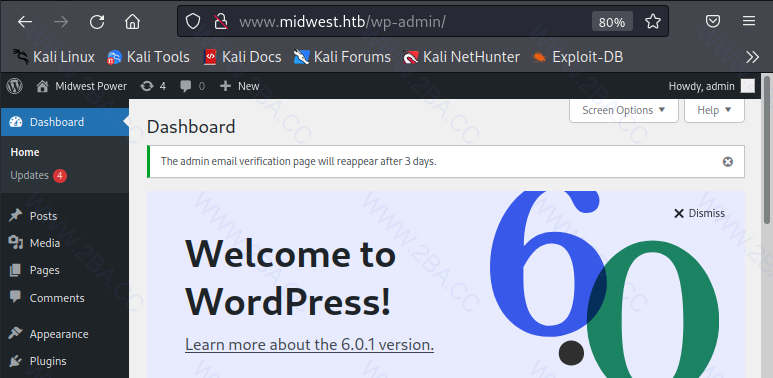 www.midwest.htb/wp-admin/
80%
Kali Linux Kali Tools Kali Docs Kali Forums Kali NetHunter Exploit-DB
Midwest Power 4 0 New Howdy, admin
Dashboard
Screen Options Help
Dashboard
Home
The admin email verification page will reappear after 3 days.
Updates 4
Posts
Media
Pages
Comments
Appearance
Plugins
Dismiss
6.0
Welcome to
WordPress!
Learn more about the 6.0.1 version.
WWW.2BA.CC